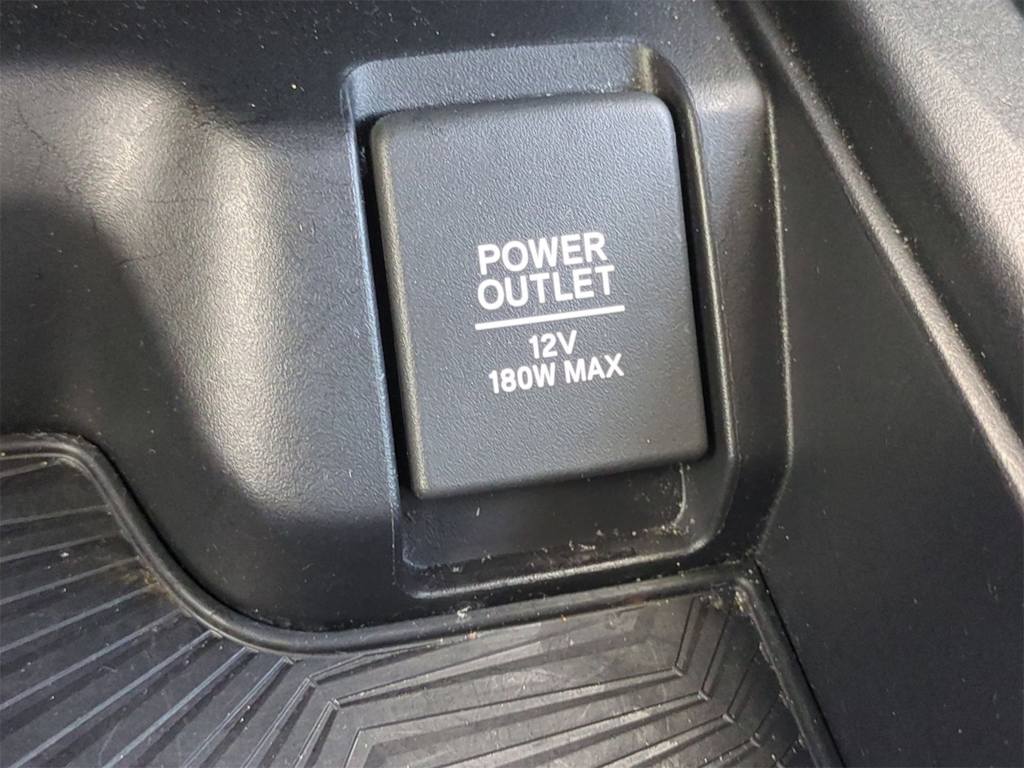 POWER
OUTLET
12V
180W MAX